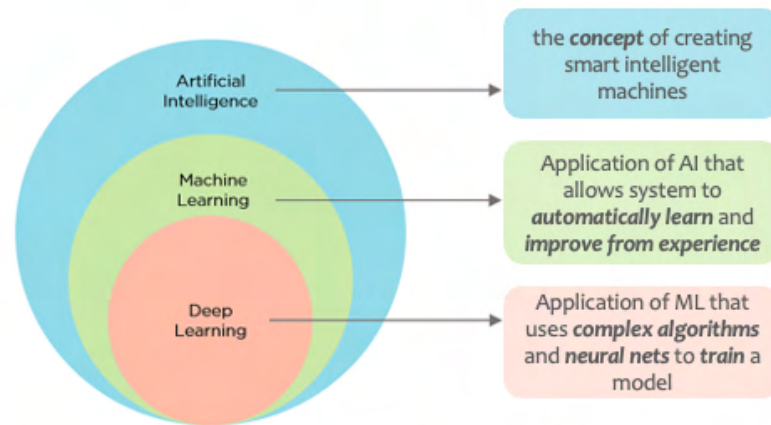 Artificial
Intelligence
the concept of creating
smart intelligent
machines
Machine
Learning
Application of AI that
allows system to
automatically learn and
improve from experience
Deep
Learning
Application of ML that
uses complex algorithms
and neural nets to train a
model